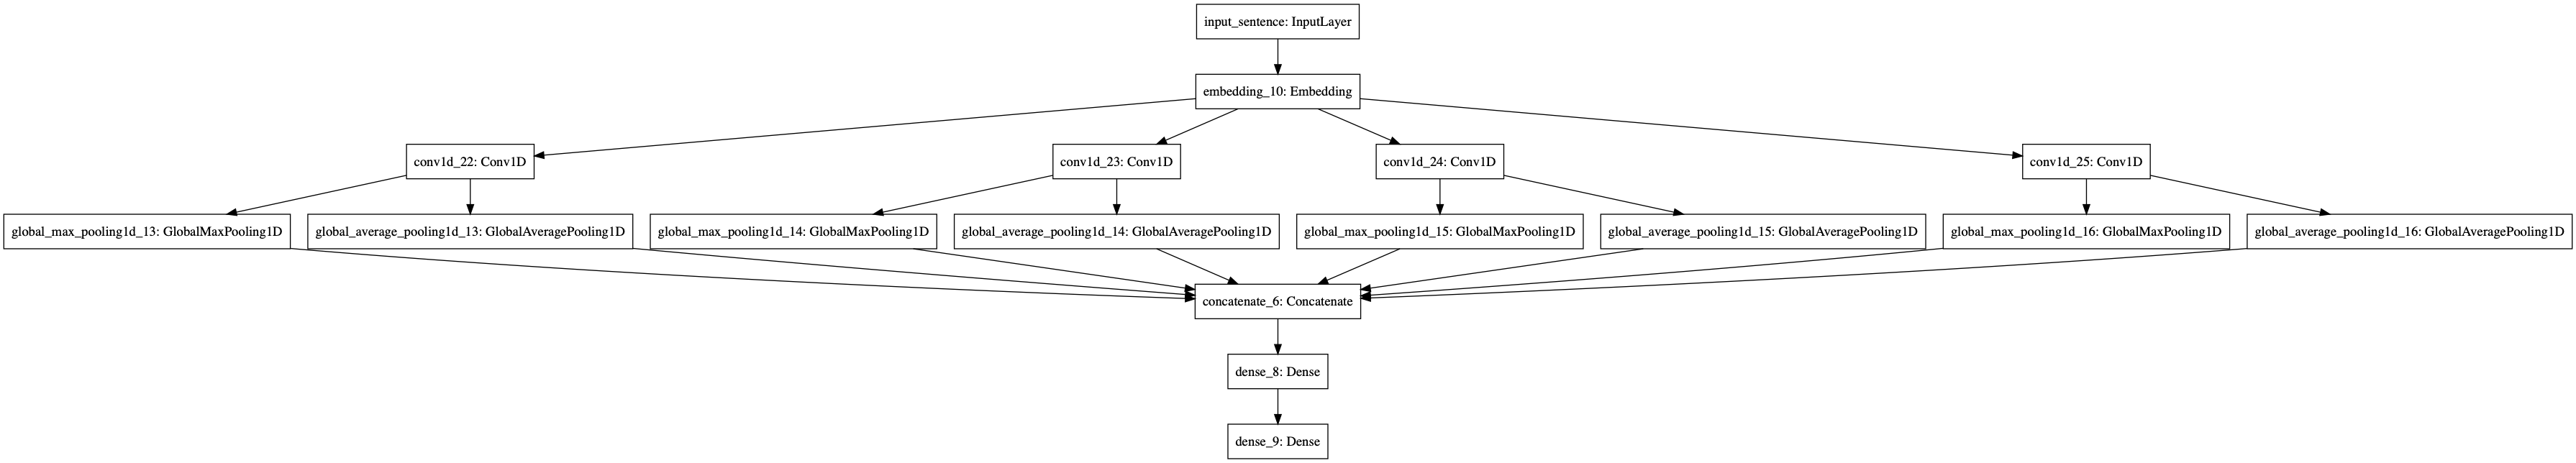 input_sentence: InputLayer
embedding_10: Embedding
conv1d_22: Conv1D
conv1d_23: Conv1D
conv1d_24: Conv1D
conv1d_25: Conv1D
global_max_pooling1d_13: GlobalMaxPooling1D
global_average_pooling1d_13: GlobalAveragePooling1D
global_max_pooling1d_14: GlobalMaxPooling1D
global_average_pooling1d_14: GlobalAveragePooling1D
global_max_pooling1d_15: GlobalMaxPooling1D
global_average_pooling1d_15: GlobalAveragePooling1D
global_max_pooling1d_16: GlobalMaxPooling1D
global_average_pooling1d_16: GlobalAveragePooling1D
concatenate_6: Concatenate
dense_8: Dense
dense_9: Dense